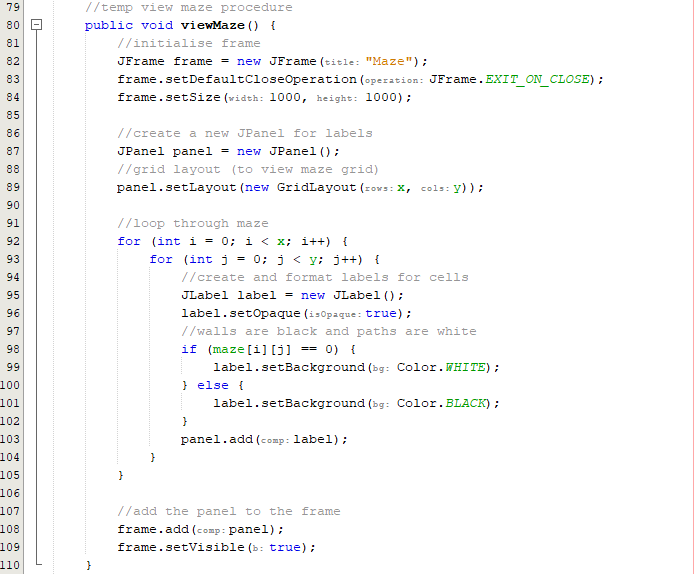 79 //temp view maze procedure
80 public void viewMaze() {
81 //initialise frame
82 JFrame frame = new JFrame(title: "Maze");
83 frame.setDefaultCloseOperation(operation: JFrame.EXIT_ON_CLOSE);
84 frame.setSize(width: 1000, height: 1000);
85
86 //create a new JPanel for labels
87 JPanel panel = new JPanel();
88 //grid layout (to view maze grid)
89 panel.setLayout(new GridLayout(rows: x, cols: y));
90
91 //loop through maze
92 for (int i = 0; i < x; i++) {
93 for (int j = 0; j < y; j++) {
94 //create and format labels for cells
95 JLabel label = new JLabel();
96 label.setOpaque(isOpaque: true);
97 //walls are black and paths are white
98 if (maze[i][j] == 0) {
99 label.setBackground(bg: Color.WHITE);
100 } else {
101 label.setBackground(bg: Color.BLACK);
102 }
103 panel.add(comp: label);
104 }
105 }
106
107 //add the panel to the frame
108 frame.add(comp: panel);
109 frame.setVisible(b: true);
110 }